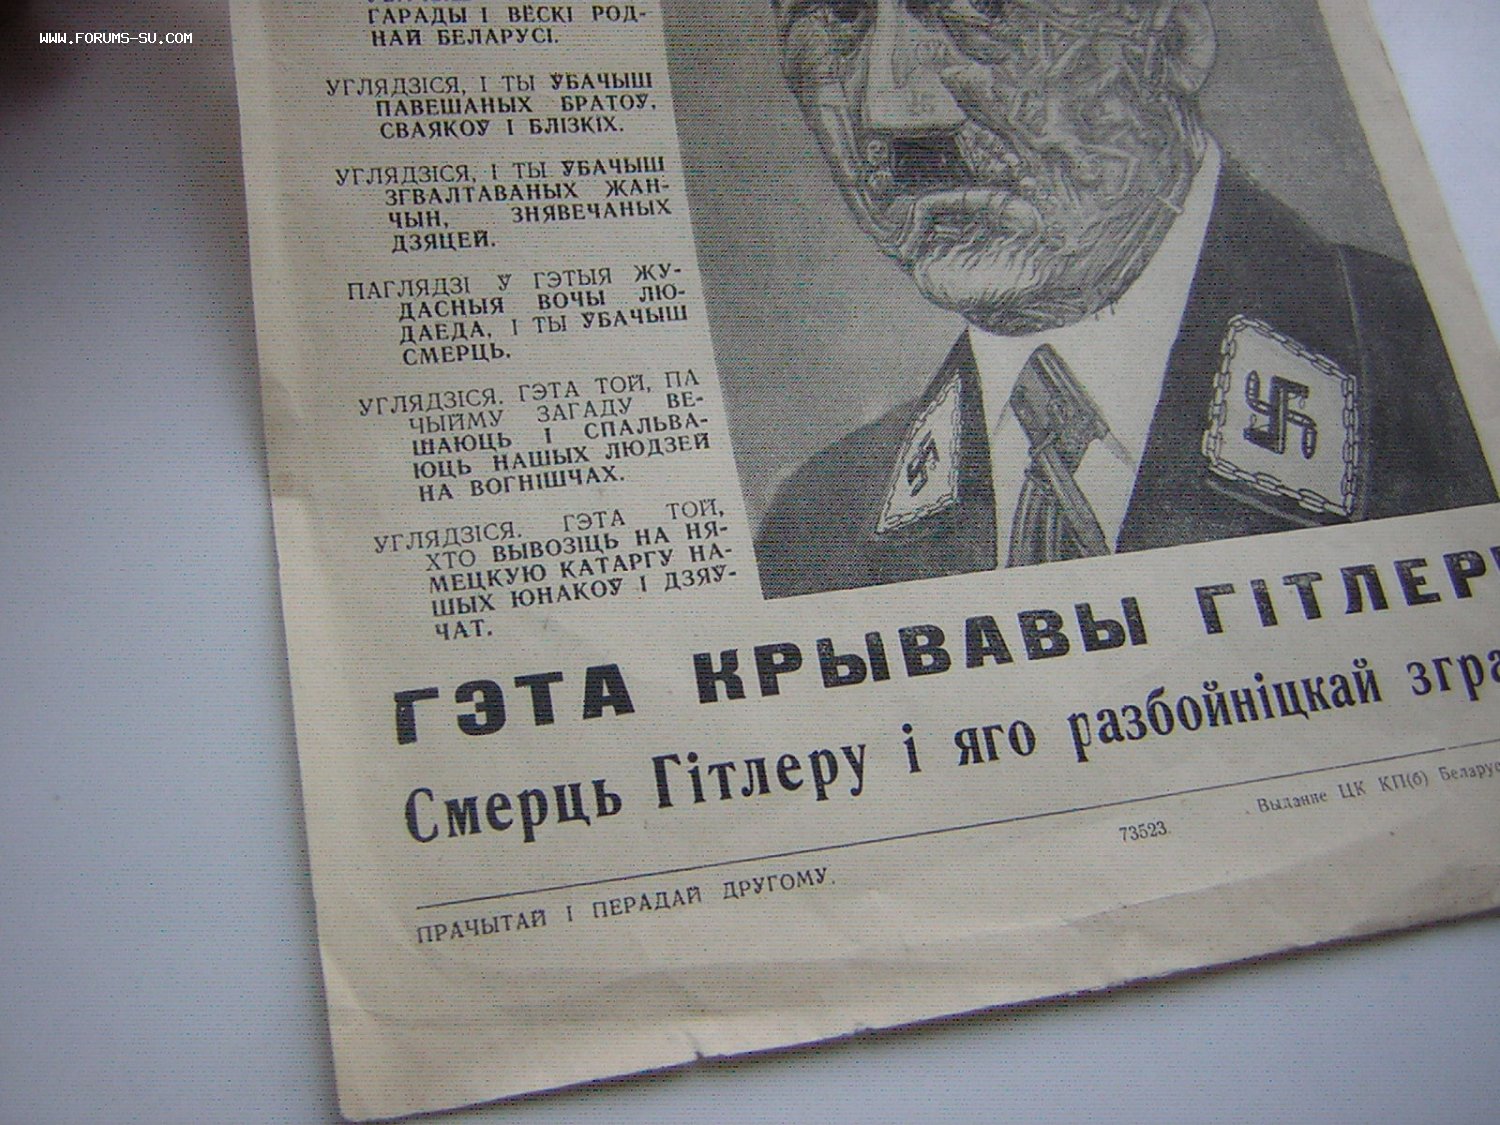 WWW.FORUMS-SU.COM
ГАРАДЫ І ВЁСКІ РОД-
НАЙ БЕЛАРУСІ.
УГЛЯДЗІСЯ, І ТЫ ЎБАЧЫШ
ПАВЕШАНЫХ БРАТОЎ,
СВАЯКОЎ І БЛІЗКІХ.
УГЛЯДЗІСЯ, І ТЫ ЎБАЧЫШ
ЗГВАЛТАВАНЫХ ЖАН-
ЧЫН, ЗНЯВЕЧАНЫХ
ДЗЯЦЕЙ.
ПАГЛЯДЗІ Ў ГЭТЫЯ ЖУ-
ДАСНЫЯ ВОЧЫ ЛЮ-
ДАЕДА, І ТЫ ЎБАЧЫШ
СМЕРЦЬ.
УГЛЯДЗІСЯ. ГЭТА ТОЙ, ПА
ЧЫЙМУ ЗАГАДУ ВЕ-
ШАЮЦЬ І СПАЛЬВА-
ЮЦЬ НАШЫХ ЛЮДЗЕЙ
НА ВОГНІШЧАХ.
УГЛЯДЗІСЯ. ГЭТА ТОЙ,
ХТО ВЫВОЗІЦЬ НА НЯ-
МЕЦКУЮ КАТАРГУ НА-
ШЫХ ЮНАКОЎ І ДЗЯЎ-
ЧАТ.
ГЭТА КРЫВАВЫ ГІТЛЕР
Смерць Гітлеру і яго разбойніцкай згра
73523. Выданне ЦК КП(б) Беларус
ПРАЧЫТАЙ І ПЕРАДАЙ ДРУГОМУ.